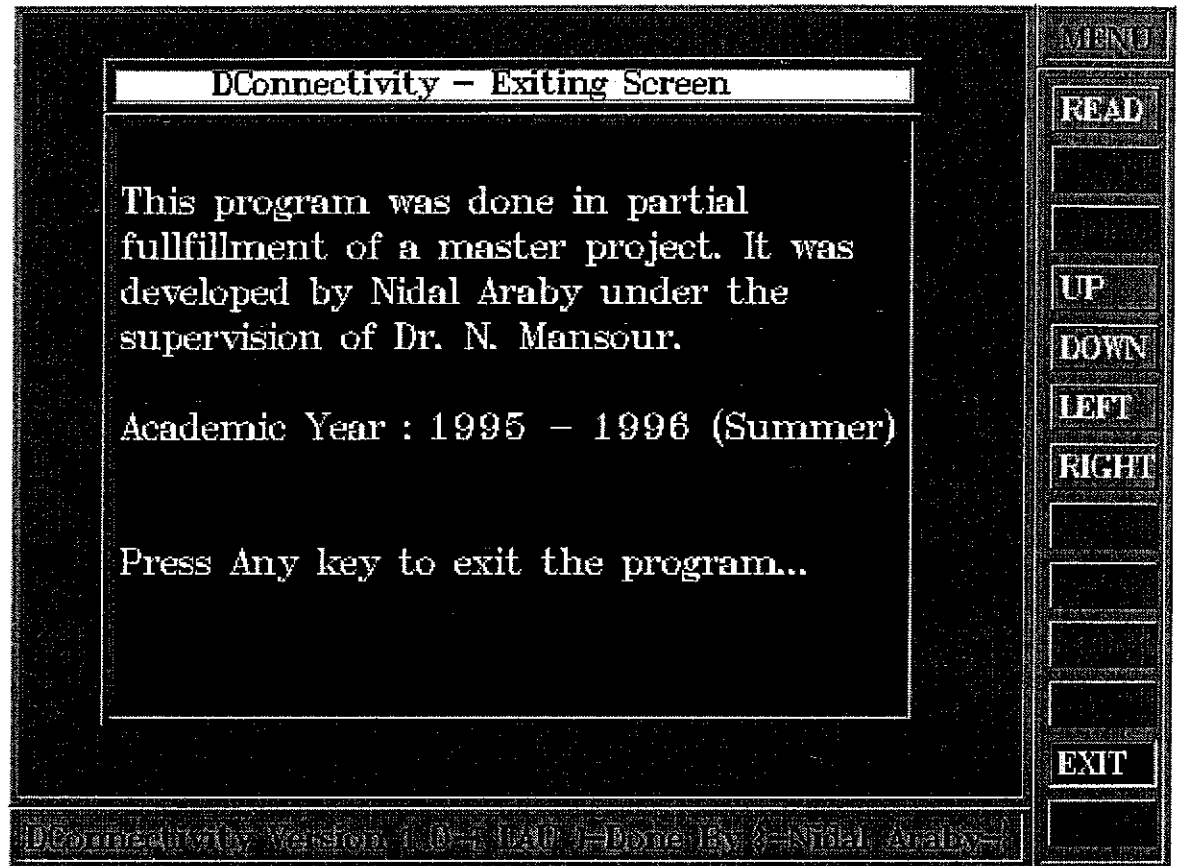 DConnectivity - Exiting Screen
This program was done in partial
fullfillment of a master project. It was
developed by Nidal Araby under the
supervision of Dr. N. Mansour.
Academic Year : 1995 - 1996 (Summer)
Press Any key to exit the program...
MENU
READ
UP
DOWN
LEFT
RIGHT
EXIT
DConnectivity Version 1.0-{ LAU }-Done By {-Nidal Araby-}